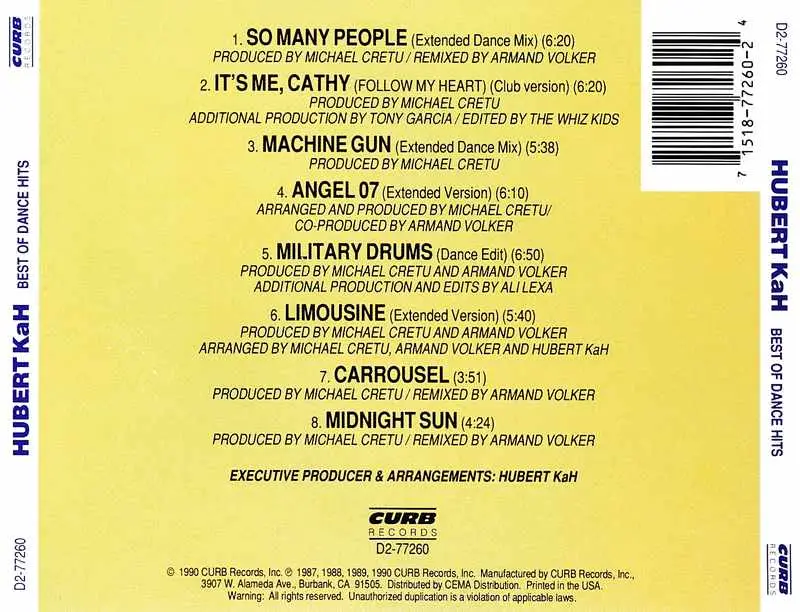 1. SO MANY PEOPLE (Extended Dance Mix) (6:20)
PRODUCED BY MICHAEL CRETU / REMIXED BY ARMAND VOLKER
2. IT'S ME, CATHY (FOLLOW MY HEART) (Club version) (6:20)
PRODUCED BY MICHAEL CRETU
ADDITIONAL PRODUCTION BY TONY GARCIA / EDITED BY THE WHIZ KIDS
3. MACHINE GUN (Extended Dance Mix) (5:38)
PRODUCED BY MICHAEL CRETU
4. ANGEL 07 (Extended Version) (6:10)
ARRANGED AND PRODUCED BY MICHAEL CRETU/
CO-PRODUCED BY ARMAND VOLKER
5. MILITARY DRUMS (Dance Edit) (6:50)
PRODUCED BY MICHAEL CRETU AND ARMAND VOLKER
ADDITIONAL PRODUCTION AND EDITS BY ALI LEXA
6. LIMOUSINE (Extended Version) (5:40)
PRODUCED BY MICHAEL CRETU AND ARMAND VOLKER
ARRANGED BY MICHAEL CRETU, ARMAND VOLKER AND HUBERT KaH
7. CARROUSEL (3:51)
PRODUCED BY MICHAEL CRETU / REMIXED BY ARMAND VOLKER
8. MIDNIGHT SUN (4:24)
PRODUCED BY MICHAEL CRETU / REMIXED BY ARMAND VOLKER
EXECUTIVE PRODUCER & ARRANGEMENTS: HUBERT KaH
CURB
RECORDS
D2-77260
© 1990 CURB Records, Inc. ℗ 1987, 1988, 1989, 1990 CURB Records, Inc. Manufactured by CURB Records, Inc.,
3907 W. Alameda Ave., Burbank, CA 91505. Distributed by CEMA Distribution. Printed in the USA.
Warning: All rights reserved. Unauthorized duplication is a violation of applicable laws.
7 1518-77260-2 4
CURB
RECORDS
HUBERT KaH BEST OF DANCE HITS
D2-77260
D2-77260
HUBERT KaH BEST OF DANCE HITS
CURB
RECORDS